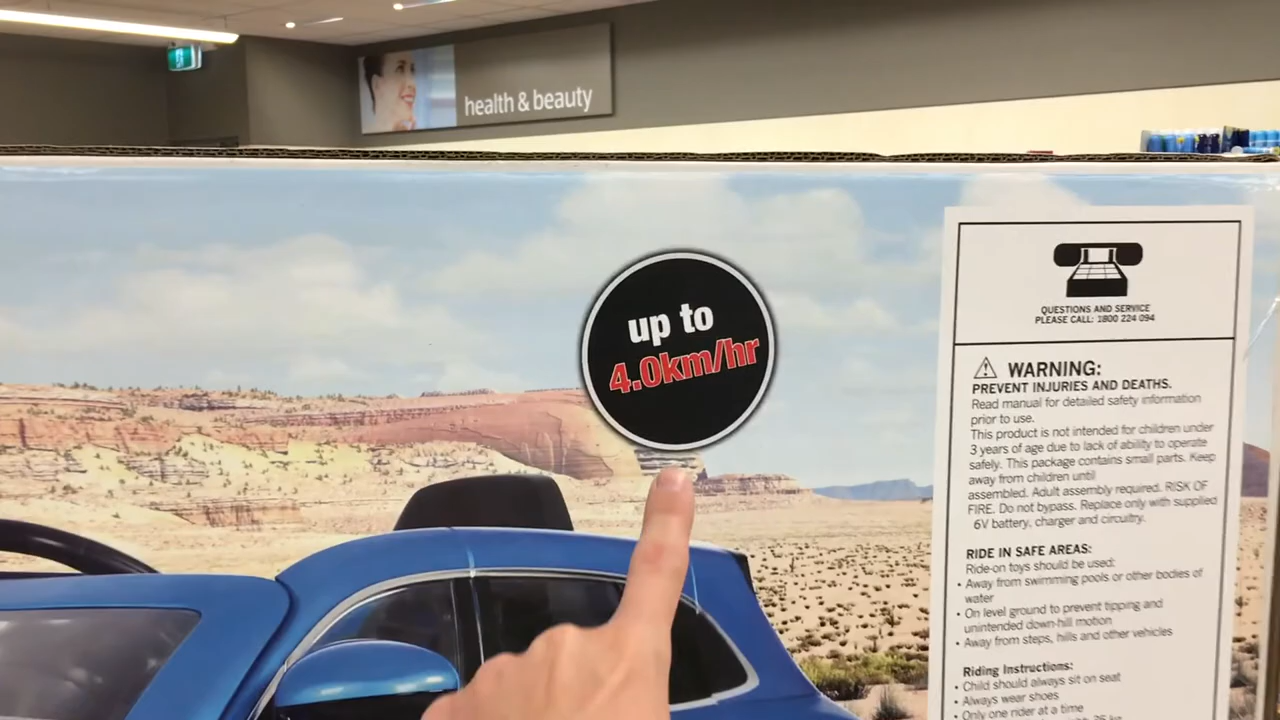 health & beauty
up to
4.0km/hr
QUESTIONS AND SERVICE
PLEASE CALL: 1800 224 094
WARNING:
PREVENT INJURIES AND DEATHS.
Read manual for detailed safety information
prior to use.
This product is not intended for children under
3 years of age due to lack of ability to operate
safely. This package contains small parts. Keep
away from children until
assembled. Adult assembly required. RISK OF
FIRE. Do not bypass. Replace only with supplied
6V battery, charger and circuitry.
RIDE IN SAFE AREAS:
Ride-on toys should be used:
• Away from swimming pools or other bodies of
water
• On level ground to prevent tipping and
unintended down-hill motion
• Away from steps, hills and other vehicles
Riding Instructions:
• Child should always sit on seat
• Always wear shoes
• Only one rider at a time